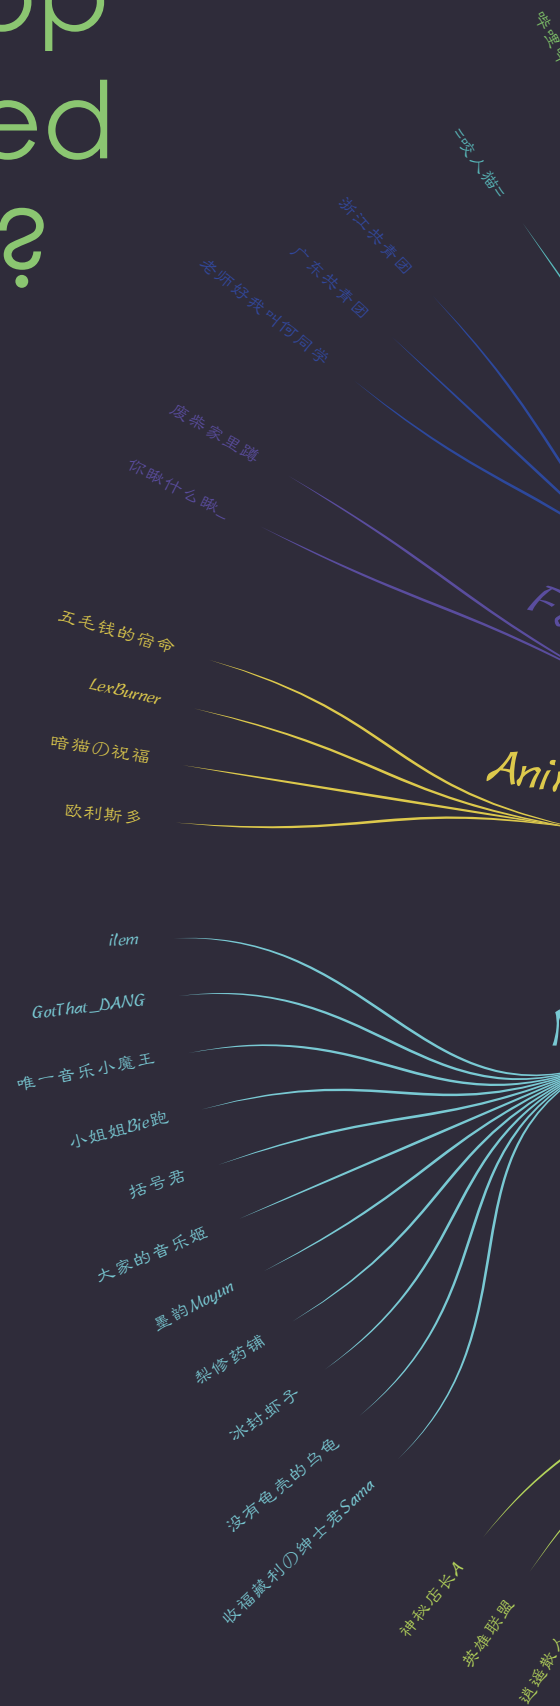 op
ed
?
=咬人猫=
浙江共青团
广东共青团
老师好我叫何同学
废柴家里蹲
你瞅什么瞅_
五毛钱的宿命
LexBurner
暗猫の祝福
欧利斯多
Ani
ilem
GotThat_DANG
唯一音乐小魔王
小姐姐Bie跑
括号君
大家的音乐姬
墨韵Moyun
梨修药铺
冰封.虾子
没有龟壳的乌龟
收福藏利の绅士君Sama
神秘店长A
英雄联盟
逍遥散人